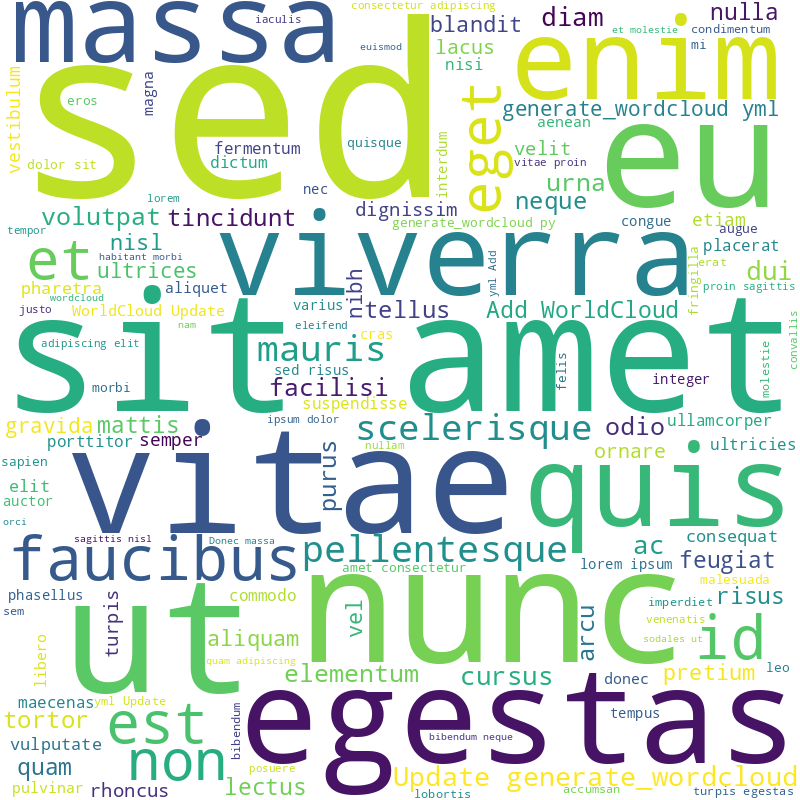 massa
iaculis
consectetur adipiscing
blandit
diam
nulla
et molestie
condimentum
sed
euismod
lacus
nisi
enim
mi
vestibulum
eros
magna
eget
generate_wordcloud yml
aenean
eu
fermentum
quisque
interdum
velit
vitae proin
dolor sit
dictum
nec
urna
neque
lorem
dignissim
congue
etiam
volutpat
tincidunt
generate_wordcloud py
augue
tempor
nisl
viverra
placerat
et
habitant morbi
ultrices
nibh
yml Add
fringilla
erat
dui
pharetra
aliquet
proin sagittis
wordcloud
justo
WorldCloud Update
varius
tellus
Add WorldCloud
sit amet
nam
eleifend
cras
convallis
adipiscing elit
mauris
sed risus
felis
molestie
morbi
facilisi
integer
suspendisse
gravida
mattis
ipsum dolor
scelerisque
odio
ullamcorper
porttitor
semper
nullam
ornare
ultricies
sapien
vitae
purus
quis
elit
auctor
orci
sagittis nisl
Donec massa
consequat
faucibus
pellentesque
ac
lorem ipsum
feugiat
amet consectetur
malesuada
phasellus
commodo
nunc
imperdiet
risus
sem
ut
turpis
vel
arcu
venenatis
id
libero
aliquam
sodales ut
quam adipiscing
elementum
cursus
pretium
leo
maecenas
yml Update
egestas
donec
tortor
est
tempus
vulputate
bibendum
bibendum neque
quam
non
posuere
Update generate_wordcloud
pulvinar
rhoncus
lectus
lobortis
accumsan
turpis egestas